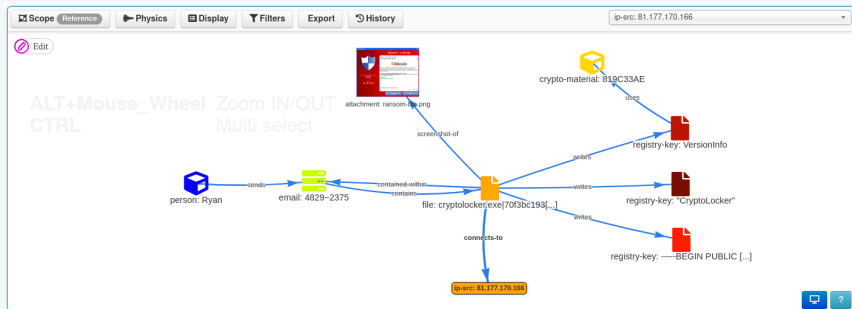 Scope Reference
Physics
Display
Filters
Export
History
ip-src: 81.177.170.166
Edit
ALT+Mouse_Wheel Zoom IN/OUT
CTRL Multi select
crypto-material: 819C33AE
attachment: ransom-
.png
uses
screenshot-of
registry-key: VersionInfo
writes
person: Ryan
sends
email: 4829-2375
contained-within
contains
file: cryptolocker.exe|70f3bc193[...]
writes
registry-key: "CryptoLocker"
writes
registry-key: -----BEGIN PUBLIC [...]
connects-to
ip-src: 81.177.170.166
?